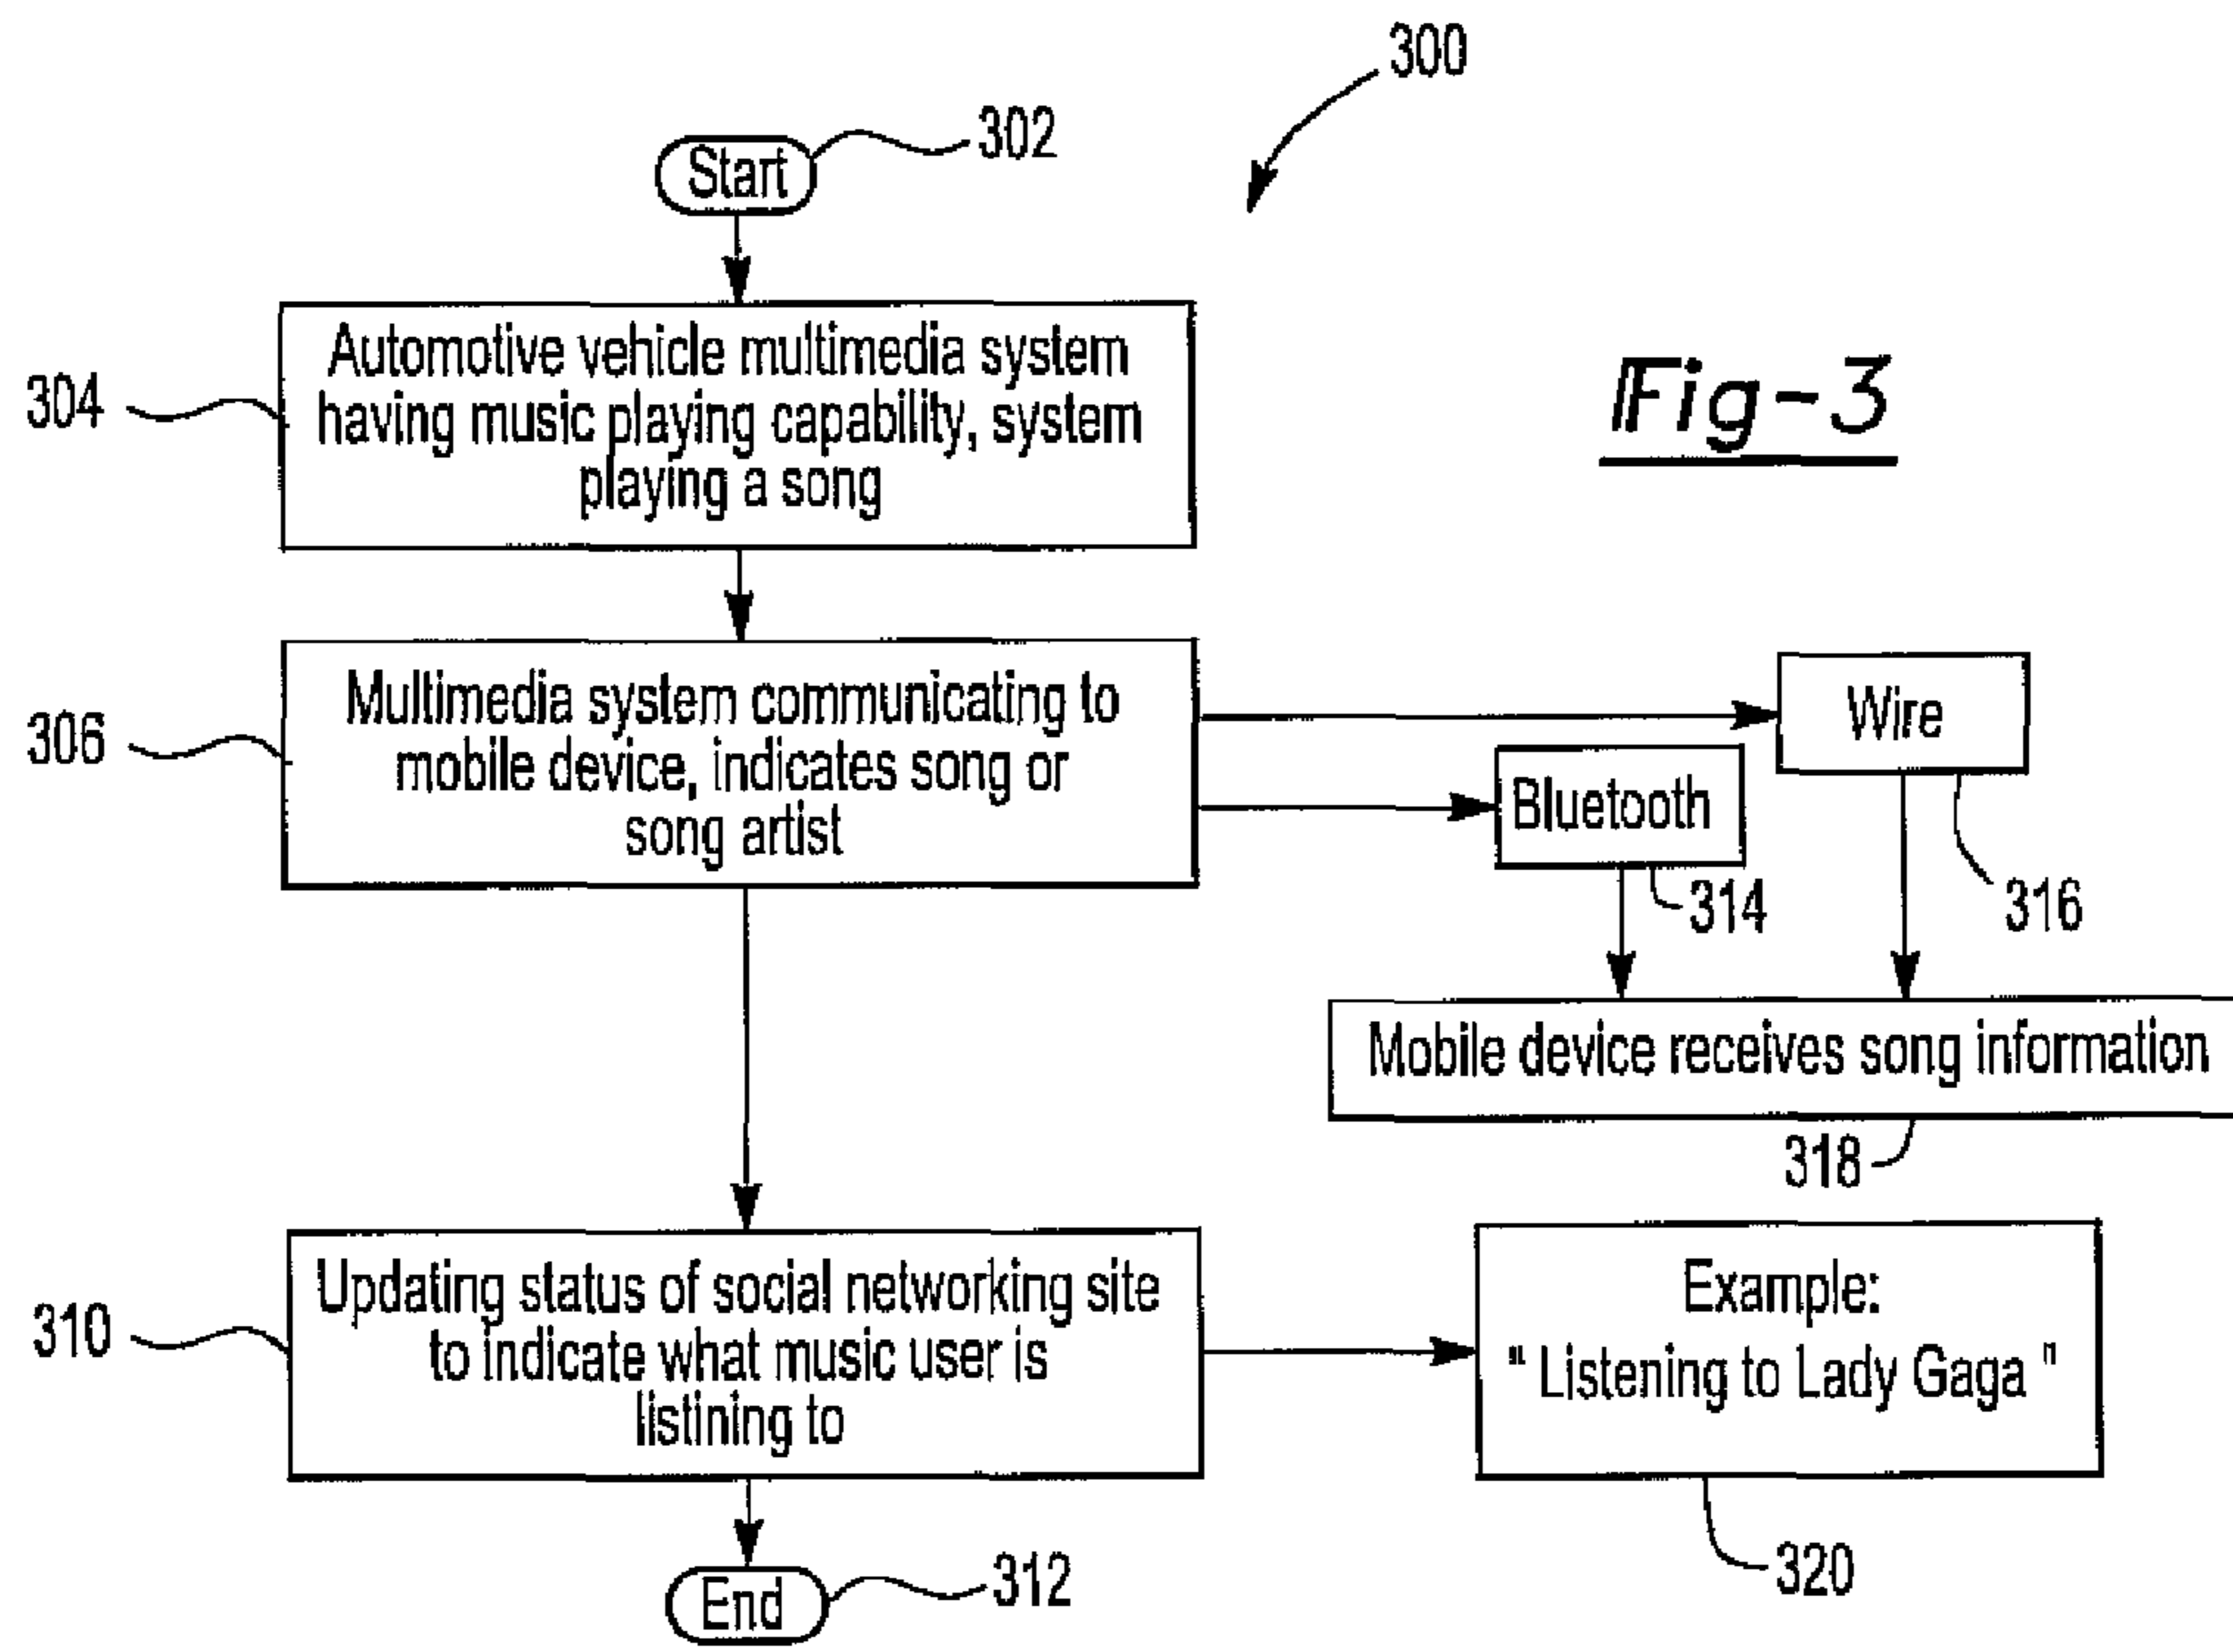 300
302
Start
Automotive vehicle multimedia system
having music playing capability, system
playing a song
304
Fig-3
Multimedia system communicating to
mobile device, indicates song or
song artist
306
Wire
Bluetooth
314
316
Mobile device receives song information
318
Updating status of social networking site
to indicate what music user is
listining to
310
Example:
" Listening to Lady Gaga "
320
End
312